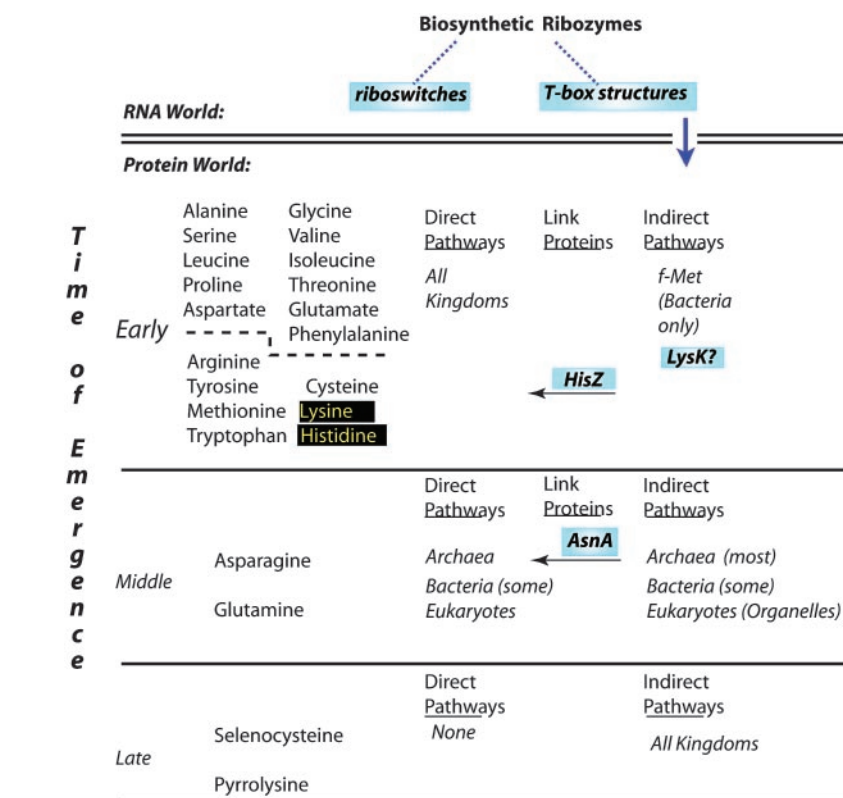 Biosynthetic Ribozymes
riboswitches T-box structures
RNA World:
Protein World:
Time of Emergence
Early
Alanine Glycine
Serine Valine
Leucine Isoleucine
Proline Threonine
Aspartate Glutamate
Phenylalanine
Arginine
Tyrosine Cysteine
Methionine Lysine
Tryptophan Histidine
Direct
Pathways
All
Kingdoms
Link
Proteins
HisZ
Indirect
Pathways
f-Met
(Bacteria
only)
LysK?
Middle
Asparagine
Glutamine
Direct
Pathways
Archaea
Bacteria (some)
Eukaryotes
Link
Proteins
AsnA
Indirect
Pathways
Archaea (most)
Bacteria (some)
Eukaryotes (Organelles)
Late
Selenocysteine
Pyrrolysine
Direct
Pathways
None
Indirect
Pathways
All Kingdoms